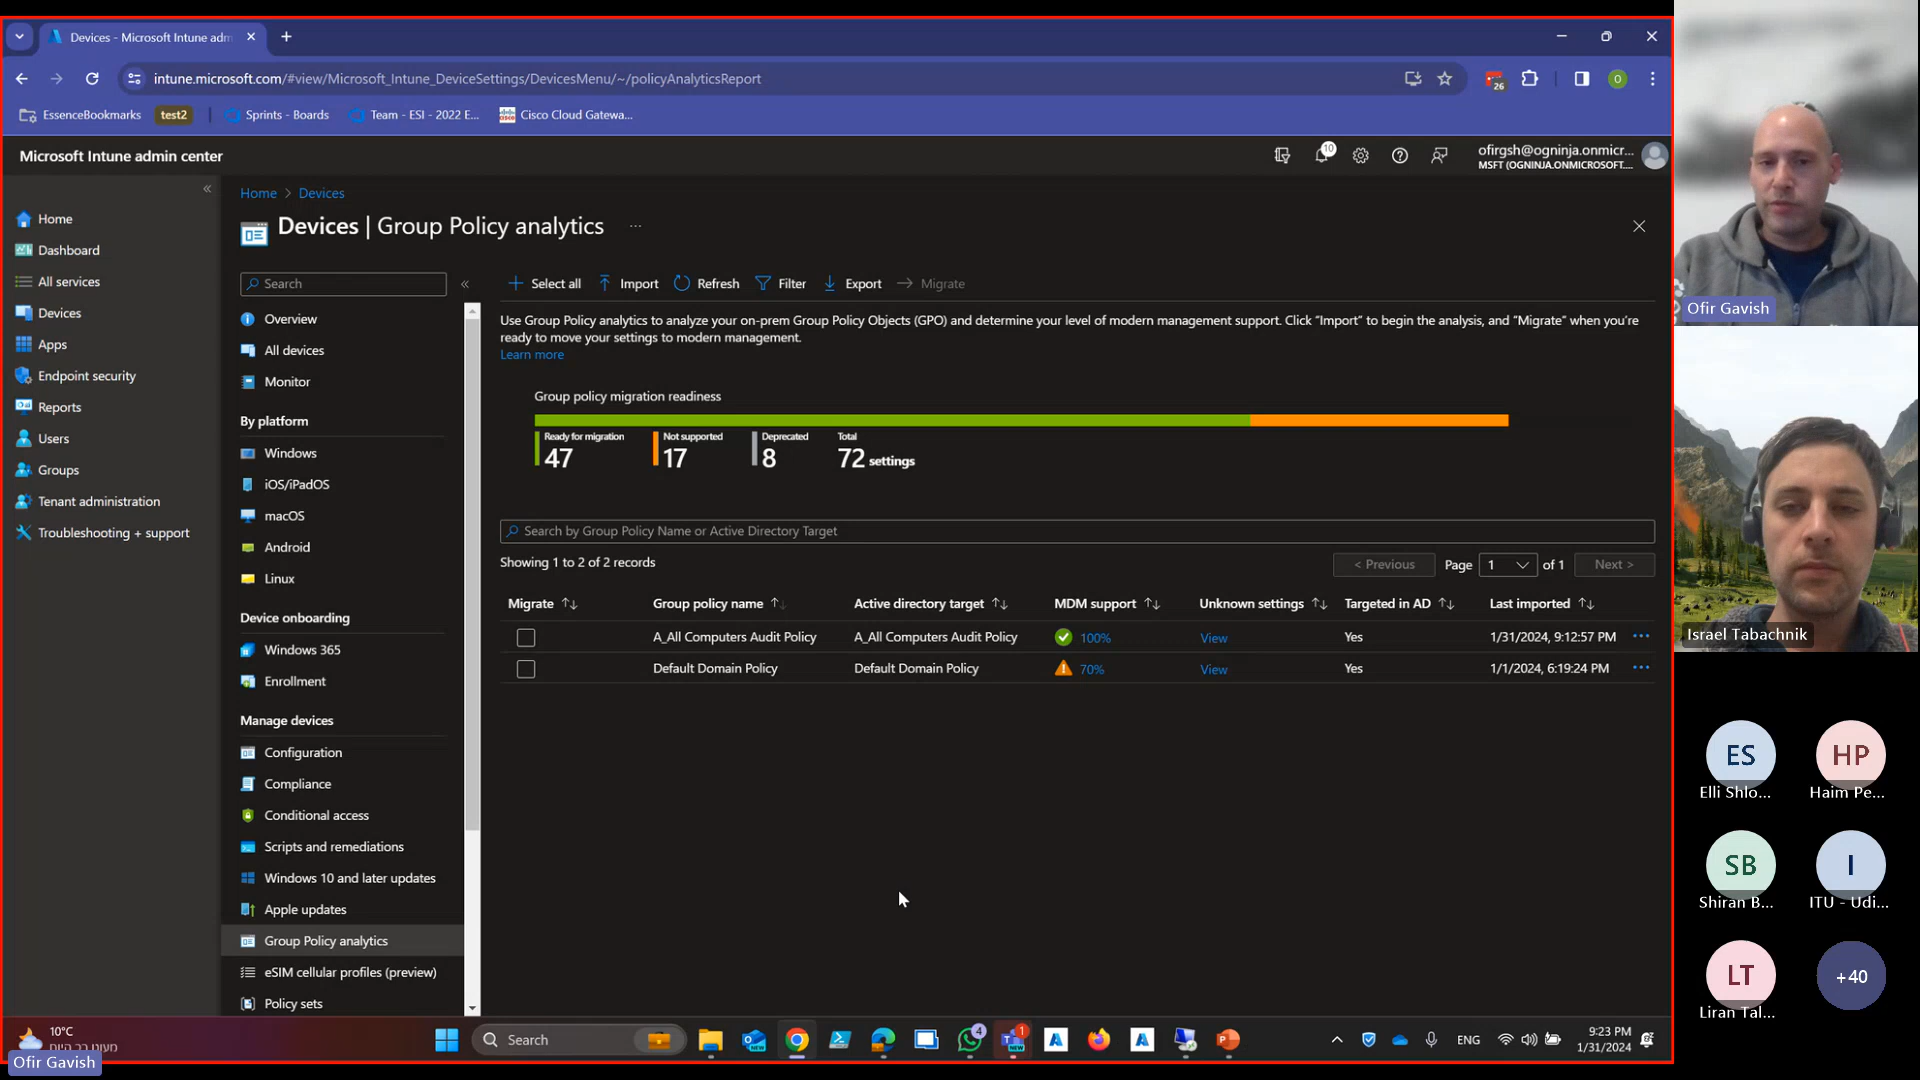 Devices - Microsoft Intune adm
intune.microsoft.com/#view/Microsoft_Intune_DeviceSettings/DevicesMenu/~/policyAnalyticsReport
26
O
EssenceBookmarks
test2
Sprints - Boards
Team - ESI - 2022 E...
Cisco Cloud Gatewa...
Microsoft Intune admin center
10
ofirgsh@ogninja.onmicr...
MSFT (OGNINJA.ONMICROSOFT....
Home
Dashboard
All services
Devices
Apps
Endpoint security
Reports
Users
Groups
Tenant administration
Troubleshooting + support
Home > Devices
Devices | Group Policy analytics ...
Search
Overview
All devices
Monitor
By platform
Windows
iOS/iPadOS
macOS
Android
Linux
Device onboarding
Windows 365
Enrollment
Manage devices
Configuration
Compliance
Conditional access
Scripts and remediations
Windows 10 and later updates
Apple updates
Group Policy analytics
eSIM cellular profiles (preview)
Policy sets
Select all
Import
Refresh
Filter
Export
Migrate
Use Group Policy analytics to analyze your on-prem Group Policy Objects (GPO) and determine your level of modern management support. Click "Import" to begin the analysis, and "Migrate" when you're
ready to move your settings to modern management.
Learn more
Group policy migration readiness
Ready for migration
47
Not supported
17
Deprecated
8
Total
72 settings
Search by Group Policy Name or Active Directory Target
Showing 1 to 2 of 2 records
< Previous
Page
1
of 1
Next >
Migrate
Group policy name
Active directory target
MDM support
Unknown settings
Targeted in AD
Last imported
A_All Computers Audit Policy
A_All Computers Audit Policy
100%
View
Yes
1/31/2024, 9:12:57 PM
Default Domain Policy
Default Domain Policy
70%
View
Yes
1/1/2024, 6:19:24 PM
10°C
Ofir Gavish
Search
4
1
NEW
ENG
9:23 PM
1/31/2024
Ofir Gavish
Israel Tabachnik
ES
Elli Shlo...
HP
Haim Pe...
SB
Shiran B...
I
ITU - Udi...
LT
Liran Tal...
+40